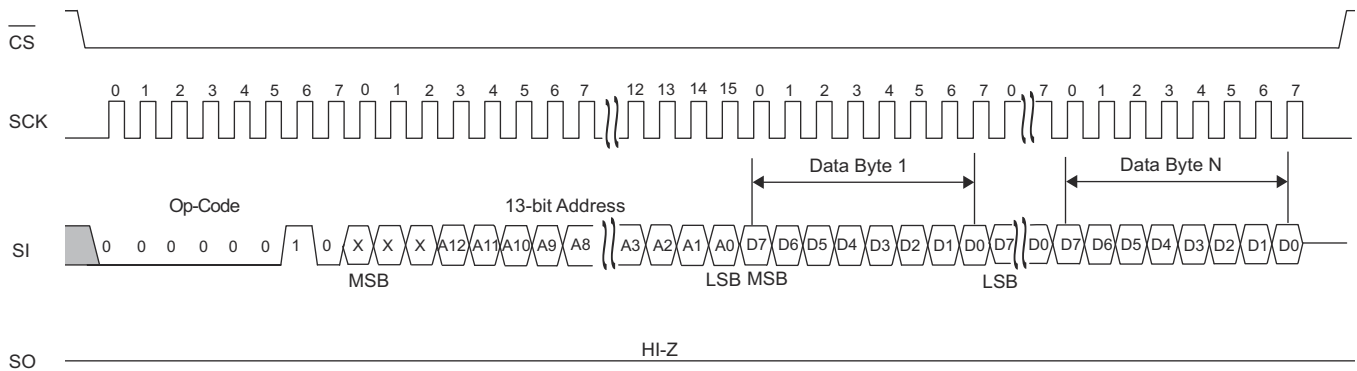 CS
0 1 2 3 4 5 6 7 0 1 2 3 4 5 6 7 12 13 14 15 0 1 2 3 4 5 6 7 0 7 0 1 2 3 4 5 6 7
SCK
Data Byte 1 Data Byte N
Op-Code 13-bit Address
SI 0 0 0 0 0 0 1 0 X X X A12 A11 A10 A9 A8 A3 A2 A1 A0 D7 D6 D5 D4 D3 D2 D1 D0 D7 D0 D7 D6 D5 D4 D3 D2 D1 D0
MSB LSB MSB LSB
HI-Z
SO